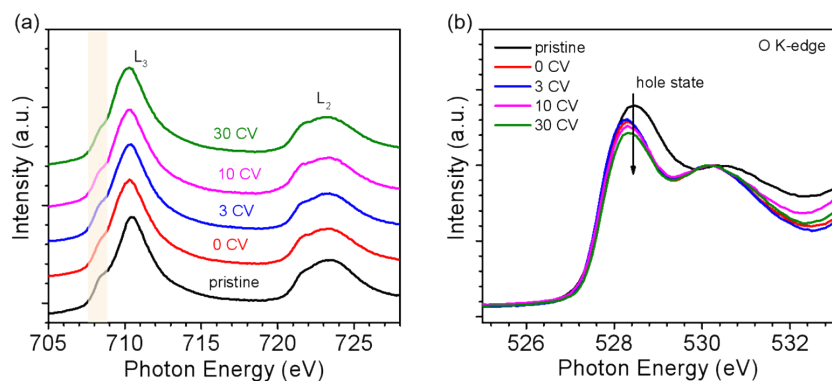 (a)
Intensity (a.u.)
L3
L2
30 CV
10 CV
3 CV
0 CV
pristine
705 710 715 720 725
Photon Energy (eV)
(b)
Intensity (a.u.)
pristine
0 CV
3 CV
10 CV
30 CV
hole state
O K-edge
526 528 530 532
Photon Energy (eV)